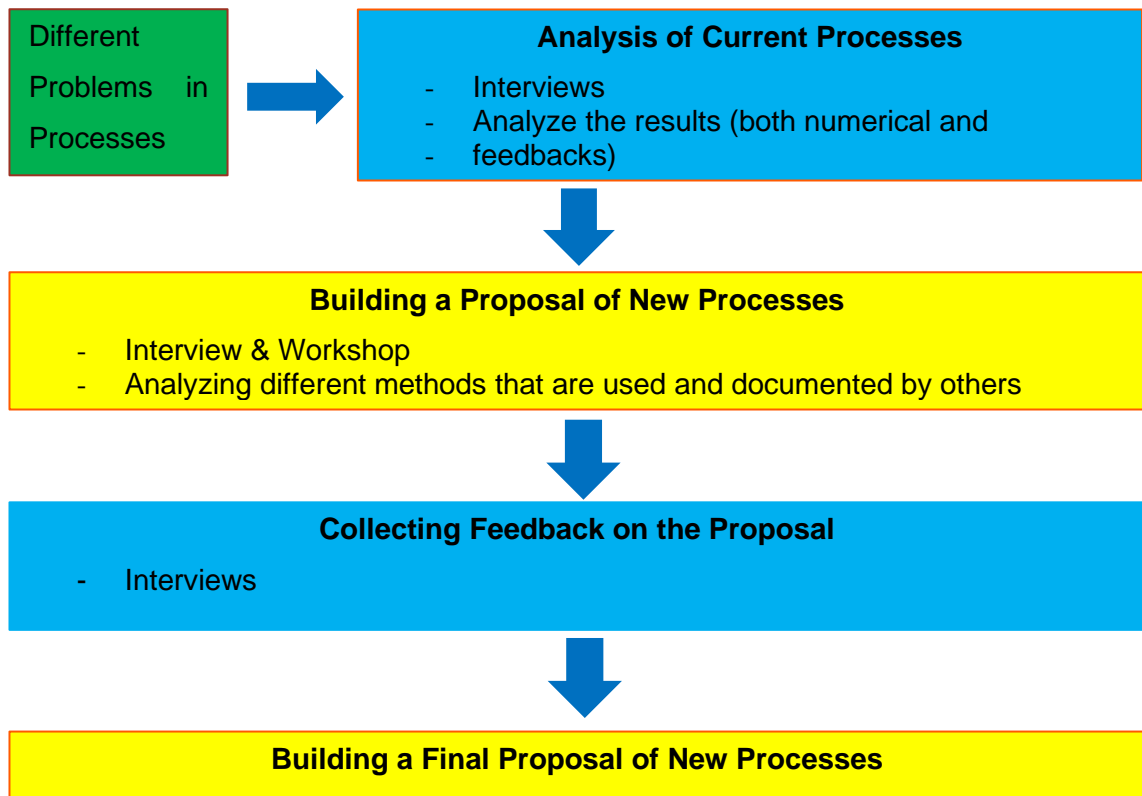 Different
Problems in
Processes
Analysis of Current Processes
- Interviews
- Analyze the results (both numerical and
- feedbacks)
Building a Proposal of New Processes
- Interview & Workshop
- Analyzing different methods that are used and documented by others
Collecting Feedback on the Proposal
- Interviews
Building a Final Proposal of New Processes